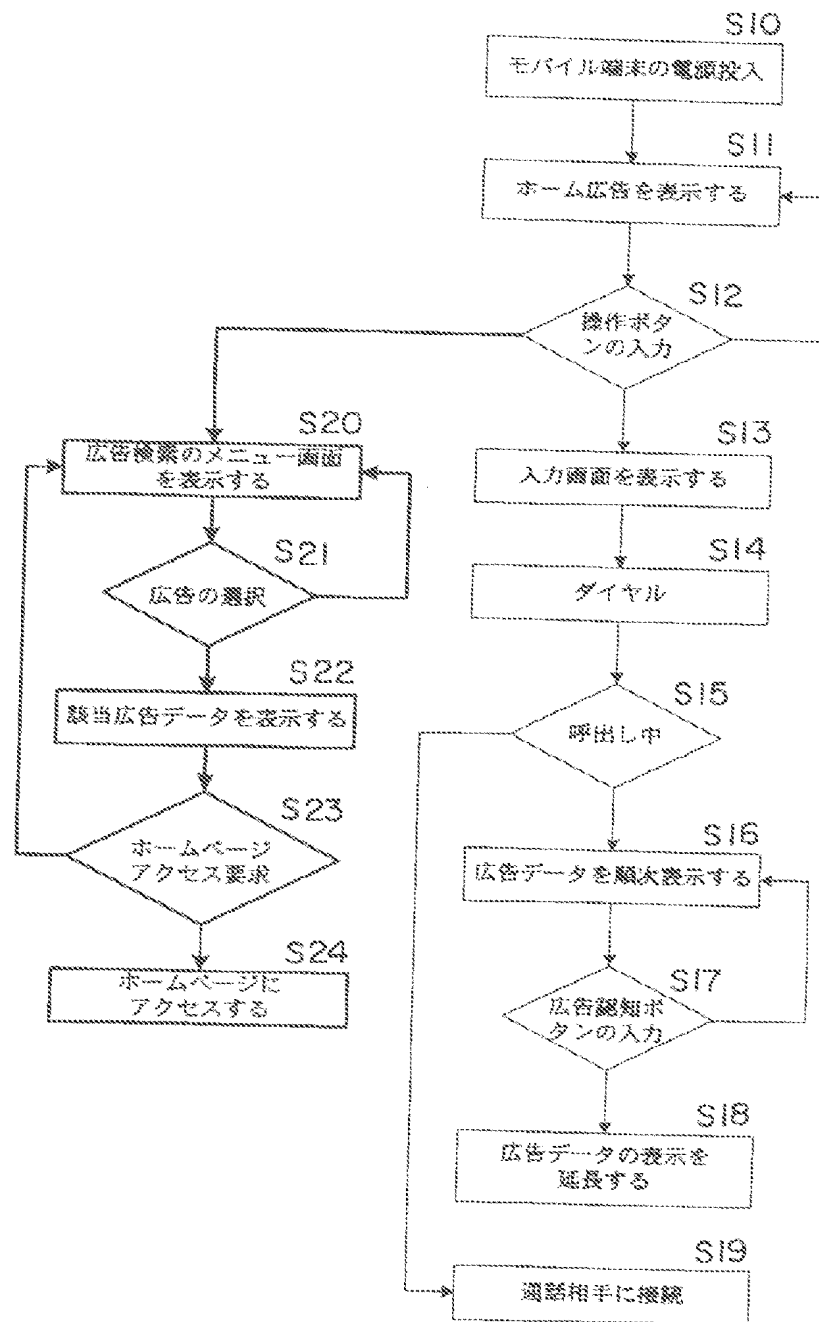 S10
モバイル端末の電源投入
S11
ホーム広告を表示する
S12
操作ボタ
ンの入力
S13
入力画面を表示する
S14
ダイヤル
S15
呼出し中
S16
広告データを順次表示する
S17
広告認知ボ
タンの入力
S18
広告データの表示を
延長する
S19
通話相手に接続
S20
広告検索のメニュー画面
を表示する
S21
広告の選択
S22
該当広告データを表示する
S23
ホームページ
アクセス要求
S24
ホームページに
アクセスする